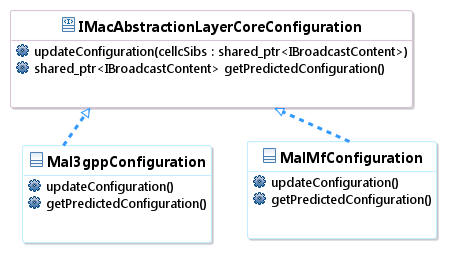 IMacAbstractionLayerCoreConfiguration
updateConfiguration(cellcSibs : shared_ptr<IBroadcastContent>)
shared_ptr<IBroadcastContent> getPredictedConfiguration()
Mal3gppConfiguration
updateConfiguration()
getPredictedConfiguration()
MalMfConfiguration
updateConfiguration()
getPredictedConfiguration()